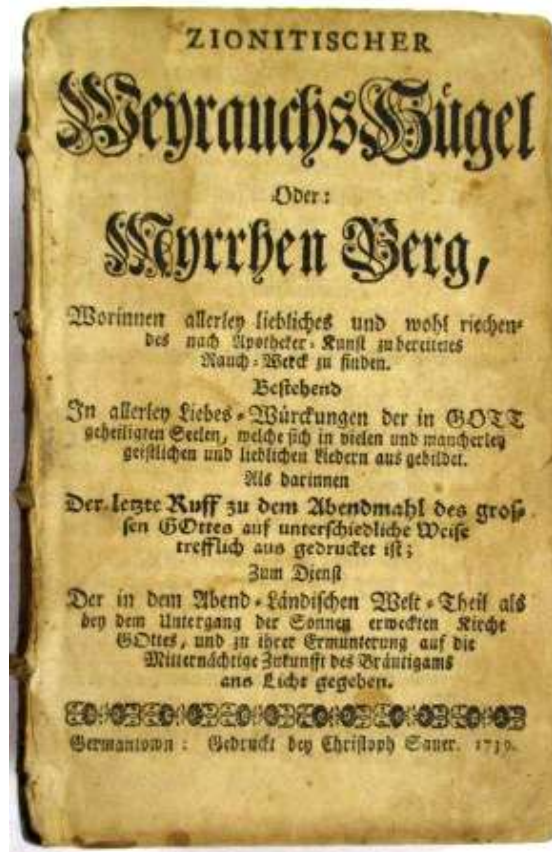 ZIONITISCHER
WeyrauchsHügel
Oder:
Myrrhen Berg,
Worinnen allerley liebliches und wohl riechen-
des nach Apotheker-Kunst zubereitetes
Rauch-Werck zu finden.
Bestehend
In allerley Liebes-Würckungen der in GOTT
geheiligten Seelen, welche sich in vielen und mancherley
geistlichen und lieblichen Liedern aus gebildet.
Als darinnen
Der letzte Ruff zu dem Abendmahl des gros-
sen GOttes auf unterschiedliche Weise
trefflich aus gedrucket ist;
Zum Dienst
Der in dem Abend-Ländischen Welt-Theil als
bey dem Untergang der Sonnen erweckten Kirche
GOttes, und zu ihrer Ermunterung auf die
Mitternächtige Zukunfft des Bräutigams
ans Licht gegeben.
Germantown: Gedruckt bey Christoph Sauer. 1739.